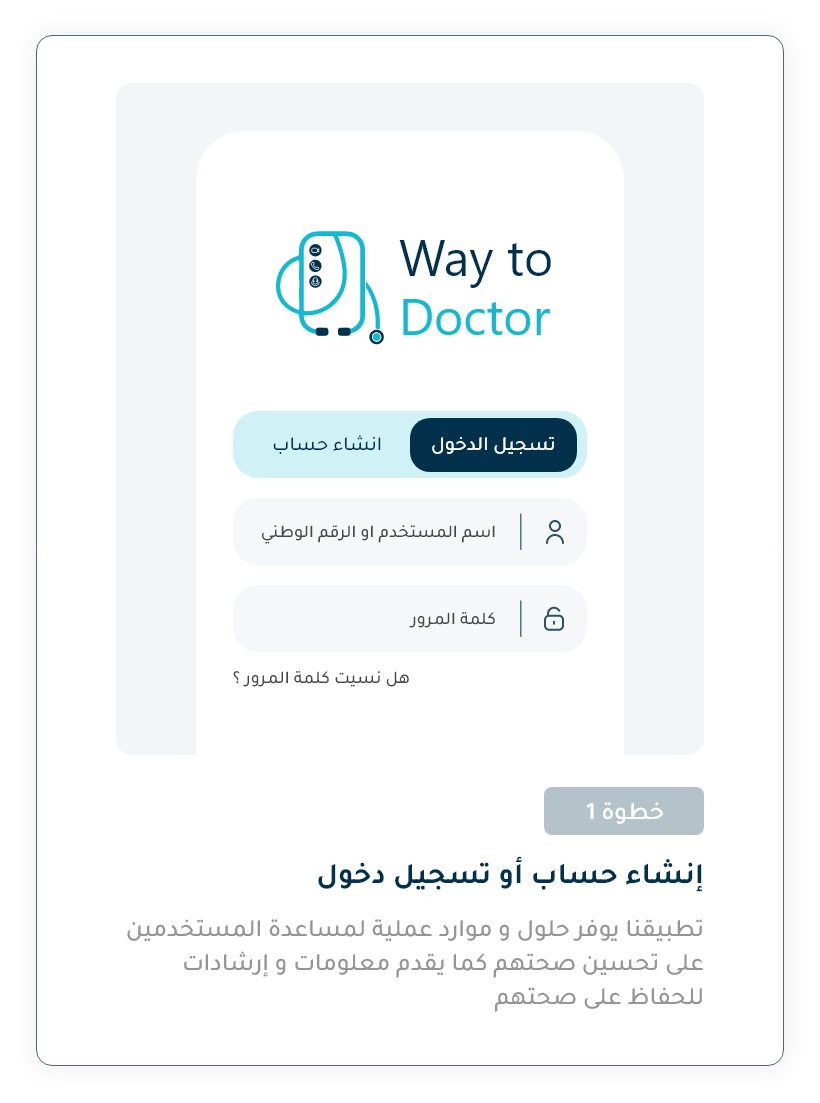 Way to
Doctor
تسجيل الدخول
انشاء حساب
اسم المستخدم او الرقم الوطني
كلمة المرور
هل نسيت كلمة المرور ؟
خطوة 1
إنشاء حساب أو تسجيل دخول
تطبيقنا يوفر حلول و موارد عملية لمساعدة المستخدمين
على تحسين صحتهم كما يقدم معلومات و إرشادات
للحفاظ على صحتهم